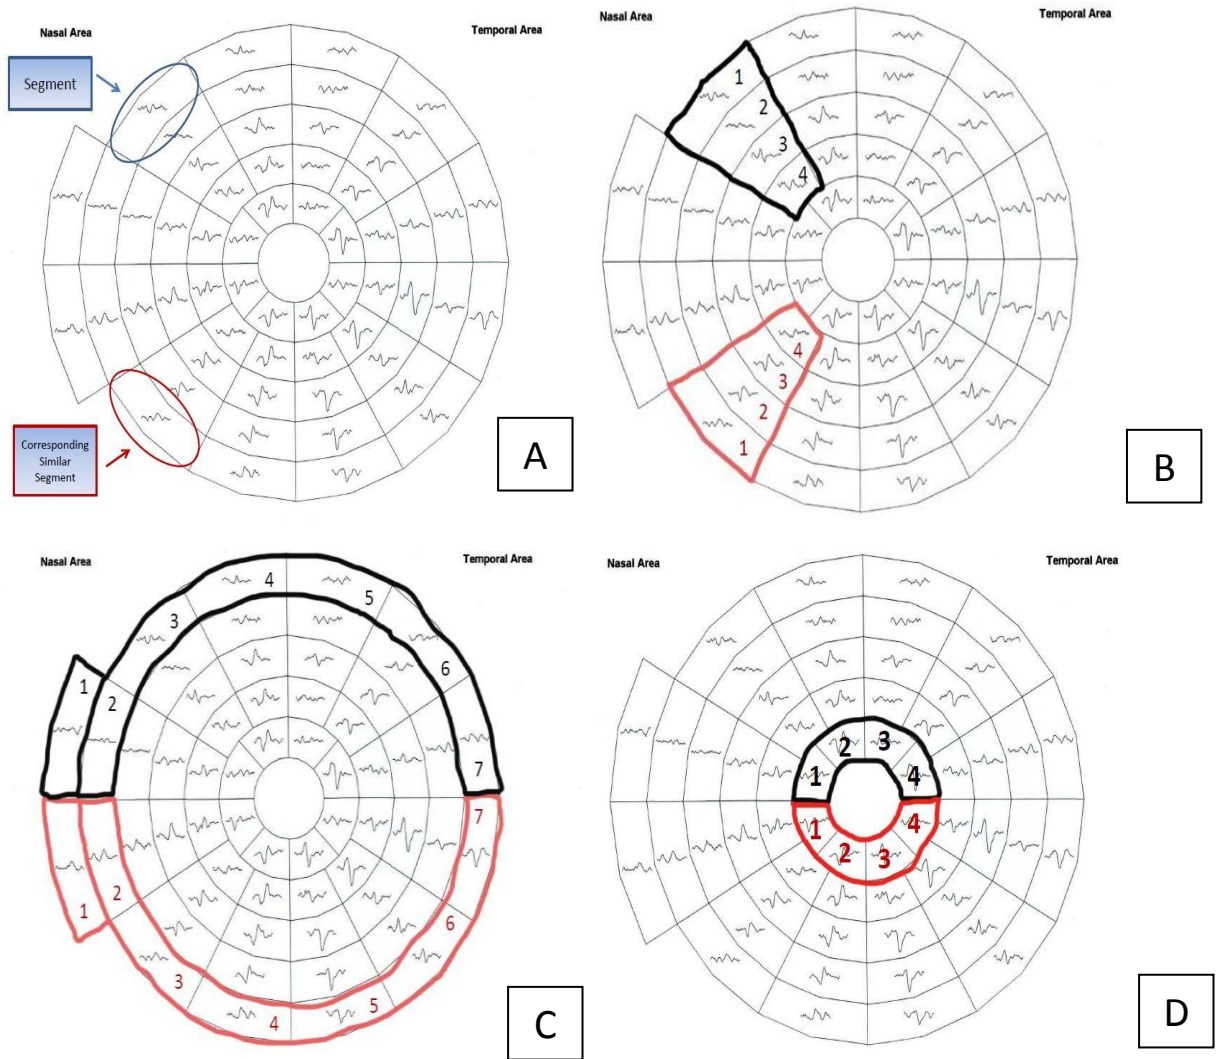 Nasal Area
Temporal Area
Segment
Corresponding
Similar
Segment
A
Nasal Area
Temporal Area
1
2
3
4
4
3
2
1
B
Nasal Area
Temporal Area
4
5
3
6
1
2
7
7
2
1
6
3
5
4
C
Nasal Area
Temporal Area
2
3
1
4
1
4
2
3
D